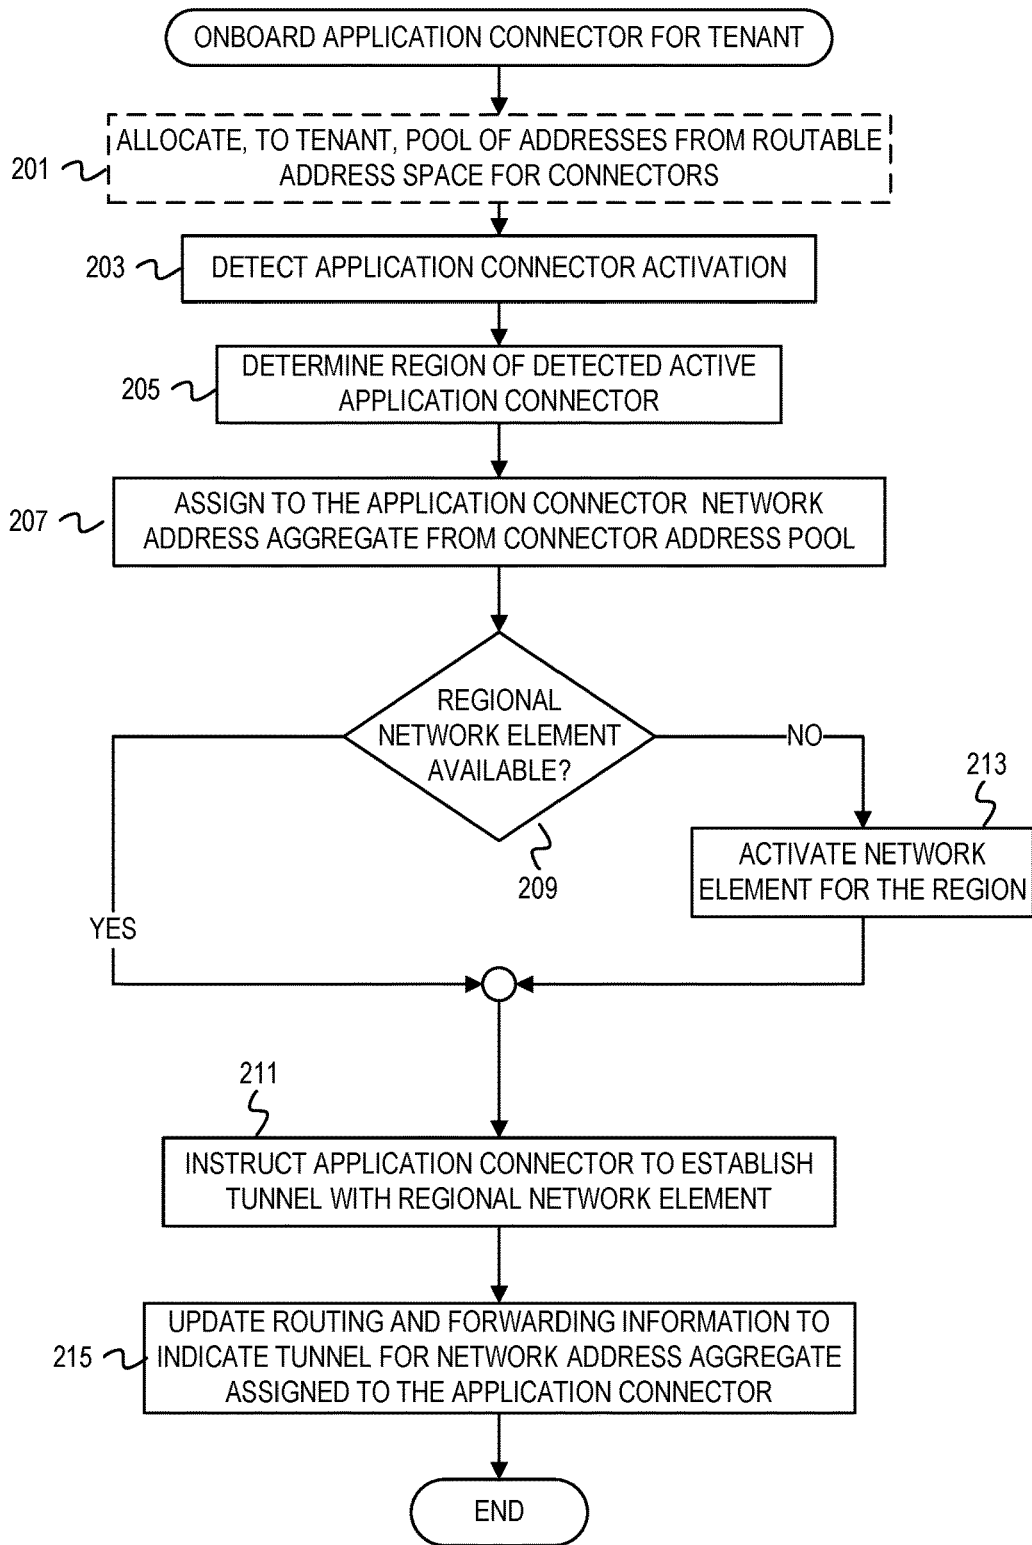 ONBOARD APPLICATION CONNECTOR FOR TENANT
201
ALLOCATE, TO TENANT, POOL OF ADDRESSES FROM ROUTABLE
ADDRESS SPACE FOR CONNECTORS
203
DETECT APPLICATION CONNECTOR ACTIVATION
205
DETERMINE REGION OF DETECTED ACTIVE
APPLICATION CONNECTOR
207
ASSIGN TO THE APPLICATION CONNECTOR NETWORK
ADDRESS AGGREGATE FROM CONNECTOR ADDRESS POOL
REGIONAL
NETWORK ELEMENT
AVAILABLE?
209
NO
213
ACTIVATE NETWORK
ELEMENT FOR THE REGION
YES
211
INSTRUCT APPLICATION CONNECTOR TO ESTABLISH
TUNNEL WITH REGIONAL NETWORK ELEMENT
215
UPDATE ROUTING AND FORWARDING INFORMATION TO
INDICATE TUNNEL FOR NETWORK ADDRESS AGGREGATE
ASSIGNED TO THE APPLICATION CONNECTOR
END